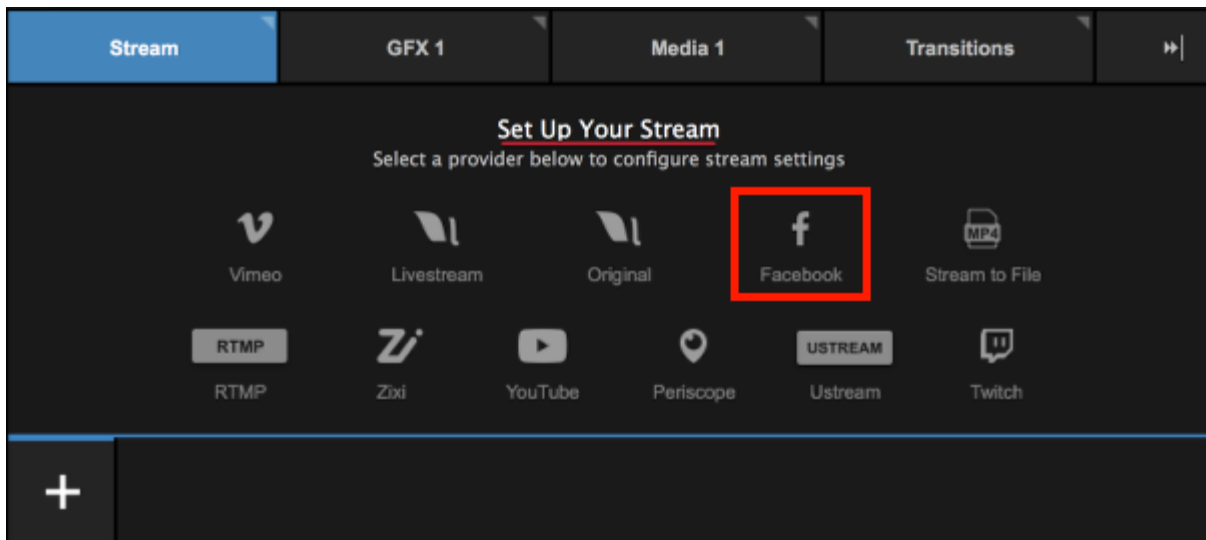 Stream GFX 1 Media 1 Transitions
Set Up Your Stream
Select a provider below to configure stream settings
Vimeo Livestream Original Facebook MP4 Stream to File
RTMP USTREAM
RTMP Zixi YouTube Periscope Ustream Twitch